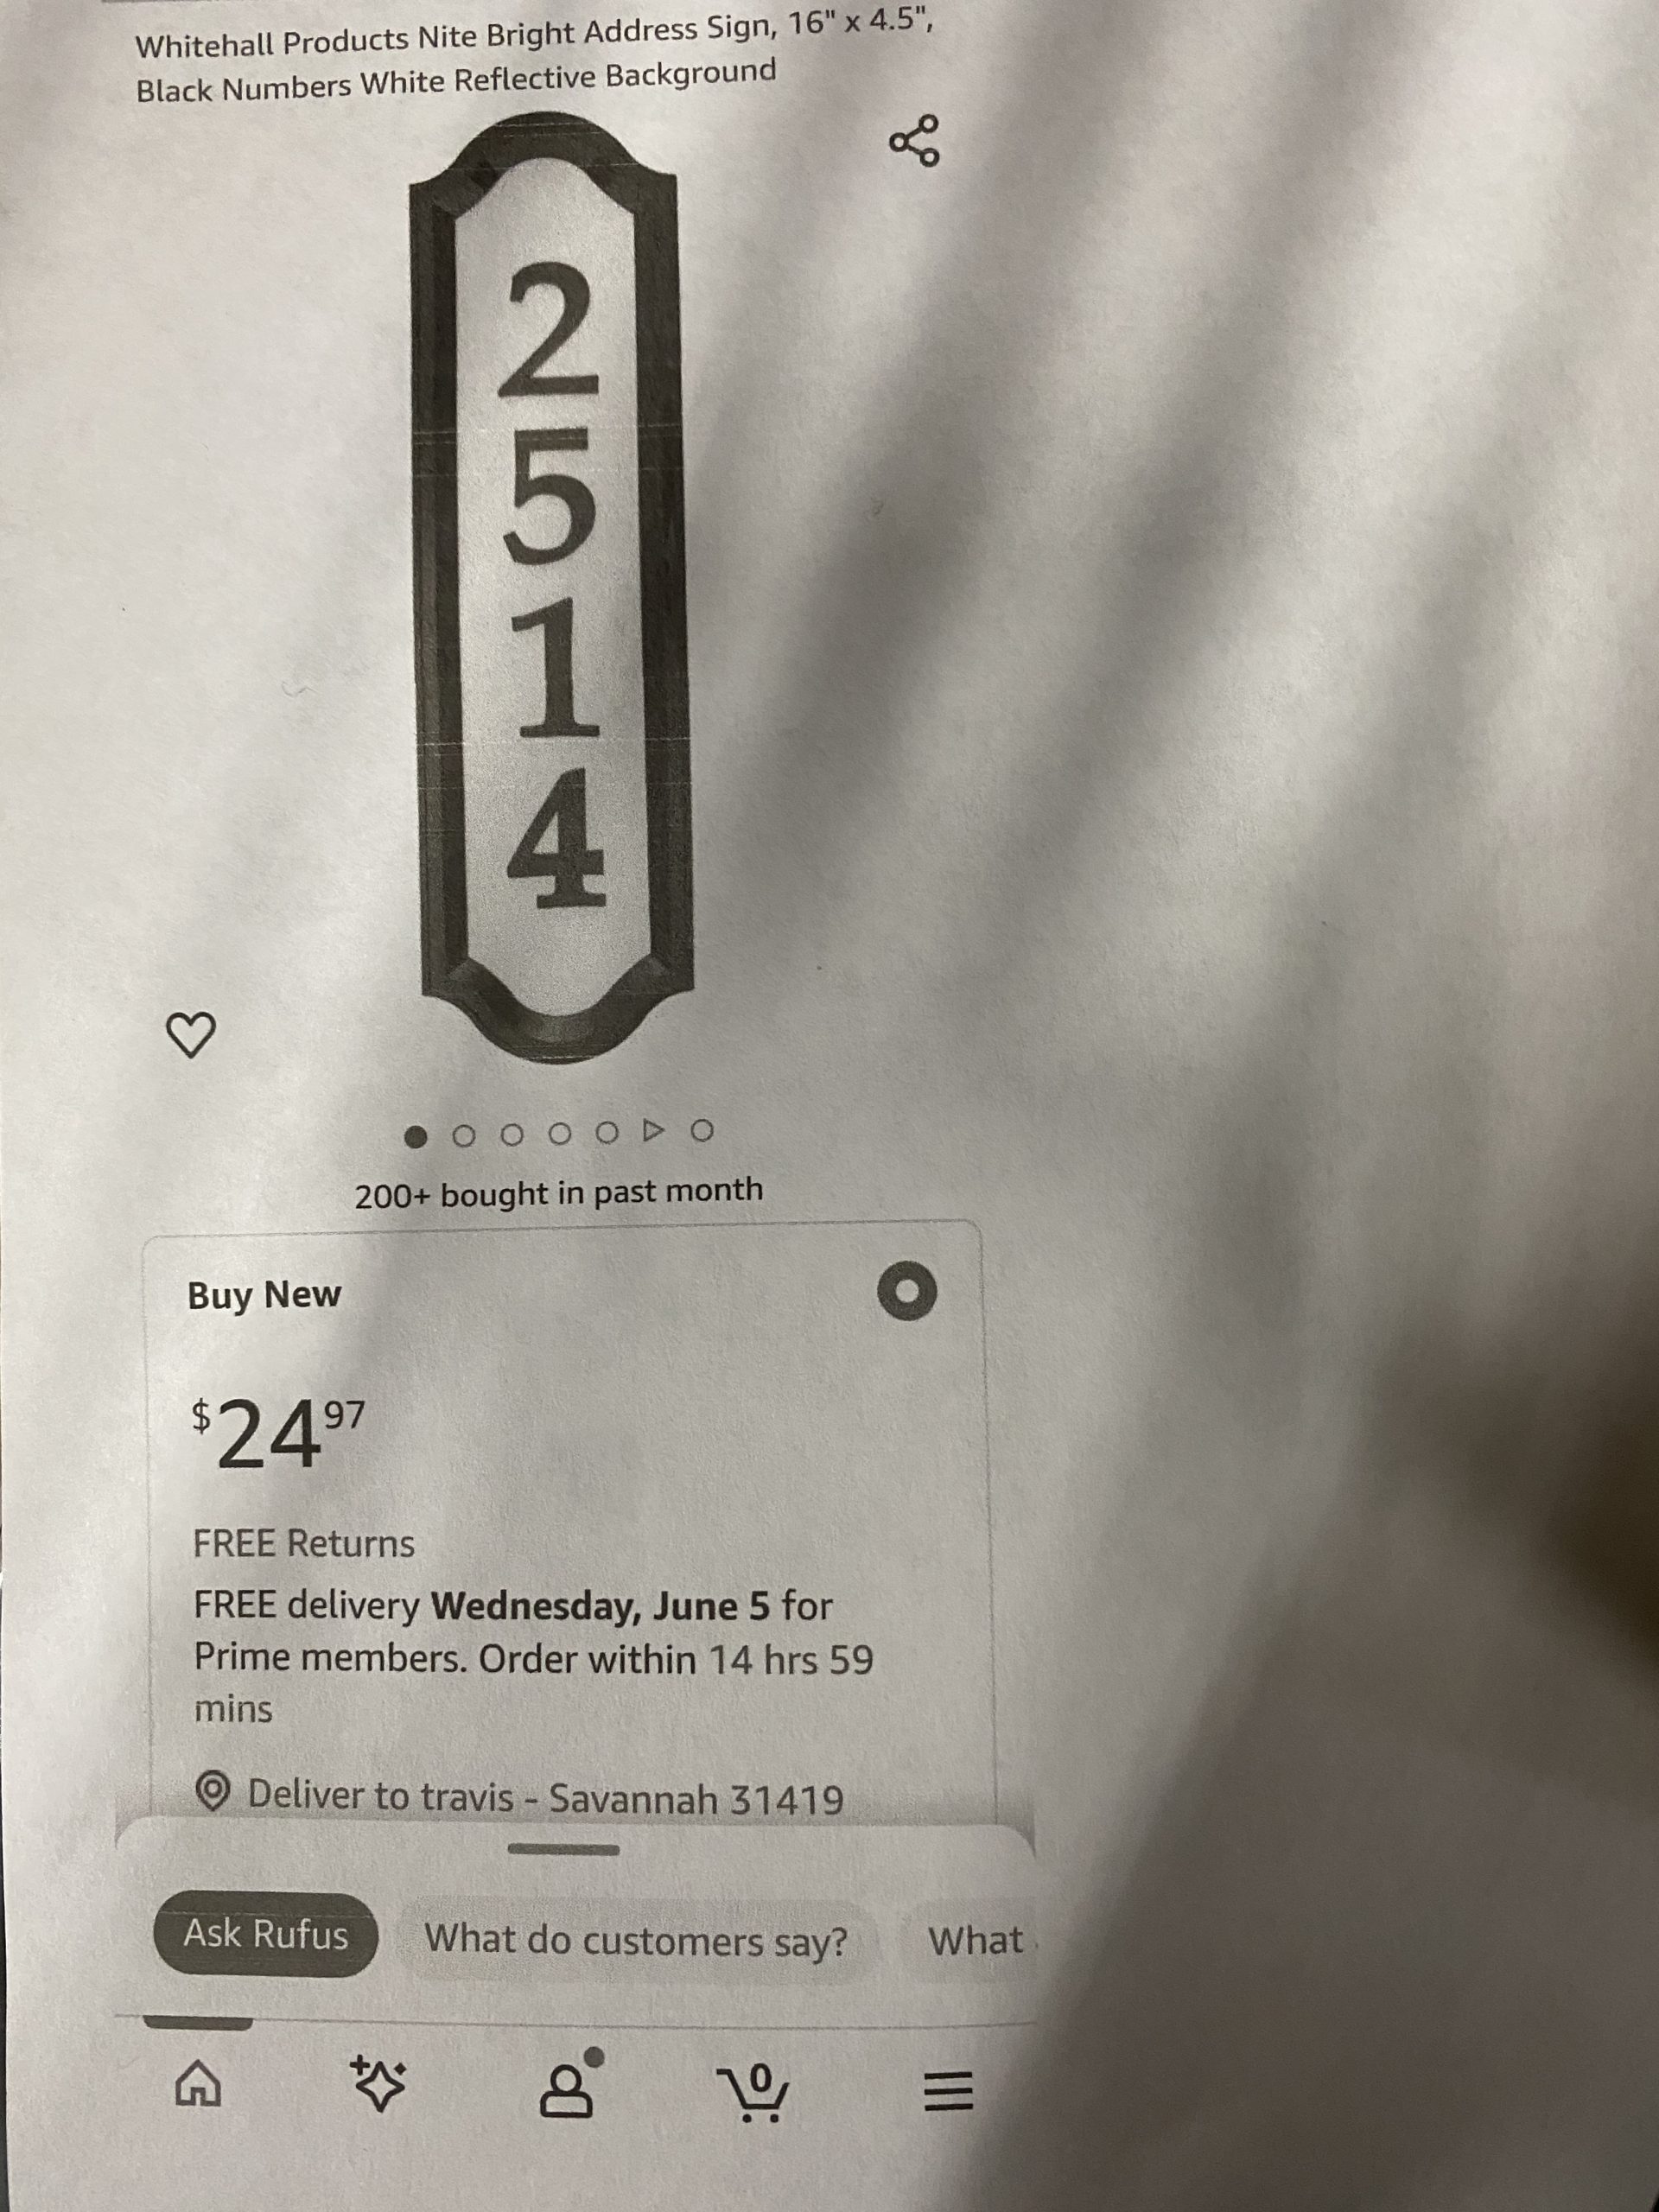 Whitehall Products Nite Bright Address Sign, 16" x 4.5",
Black Numbers White Reflective Background
2
5
1
4
200+ bought in past month
Buy New
$24 97
FREE Returns
FREE delivery Wednesday, June 5 for
Prime members. Order within 14 hrs 59
mins
Deliver to travis - Savannah 31419
Ask Rufus What do customers say? What
0